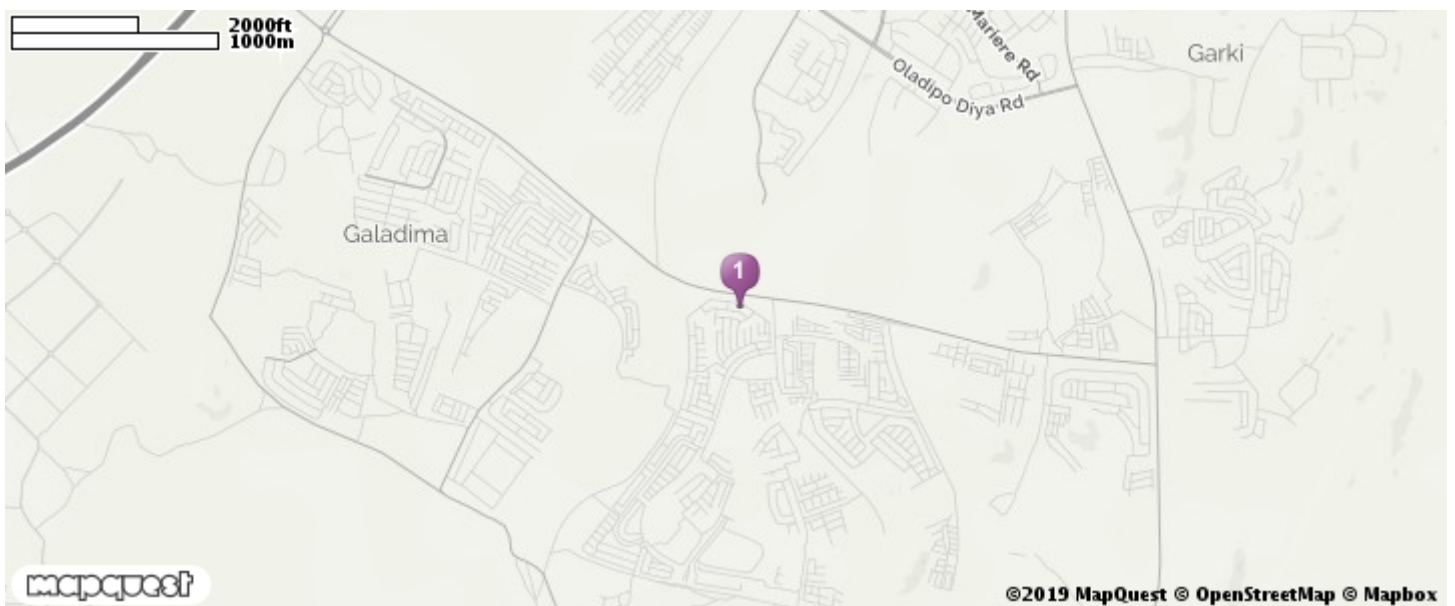 2000ft
1000m
Mariere Rd
Garki
Oladipo Diya Rd
Galadima
1
mapquest
©2019 MapQuest © OpenStreetMap © Mapbox